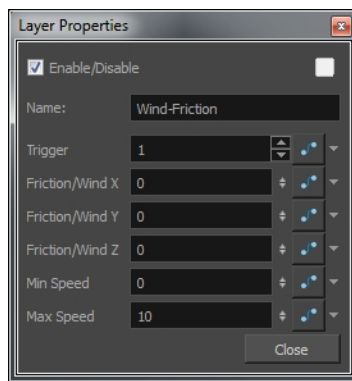 Layer Properties
Enable/Disable
Name: Wind-Friction
Trigger 1
Friction/Wind X 0
Friction/Wind Y 0
Friction/Wind Z 0
Min Speed 0
Max Speed 10
Close